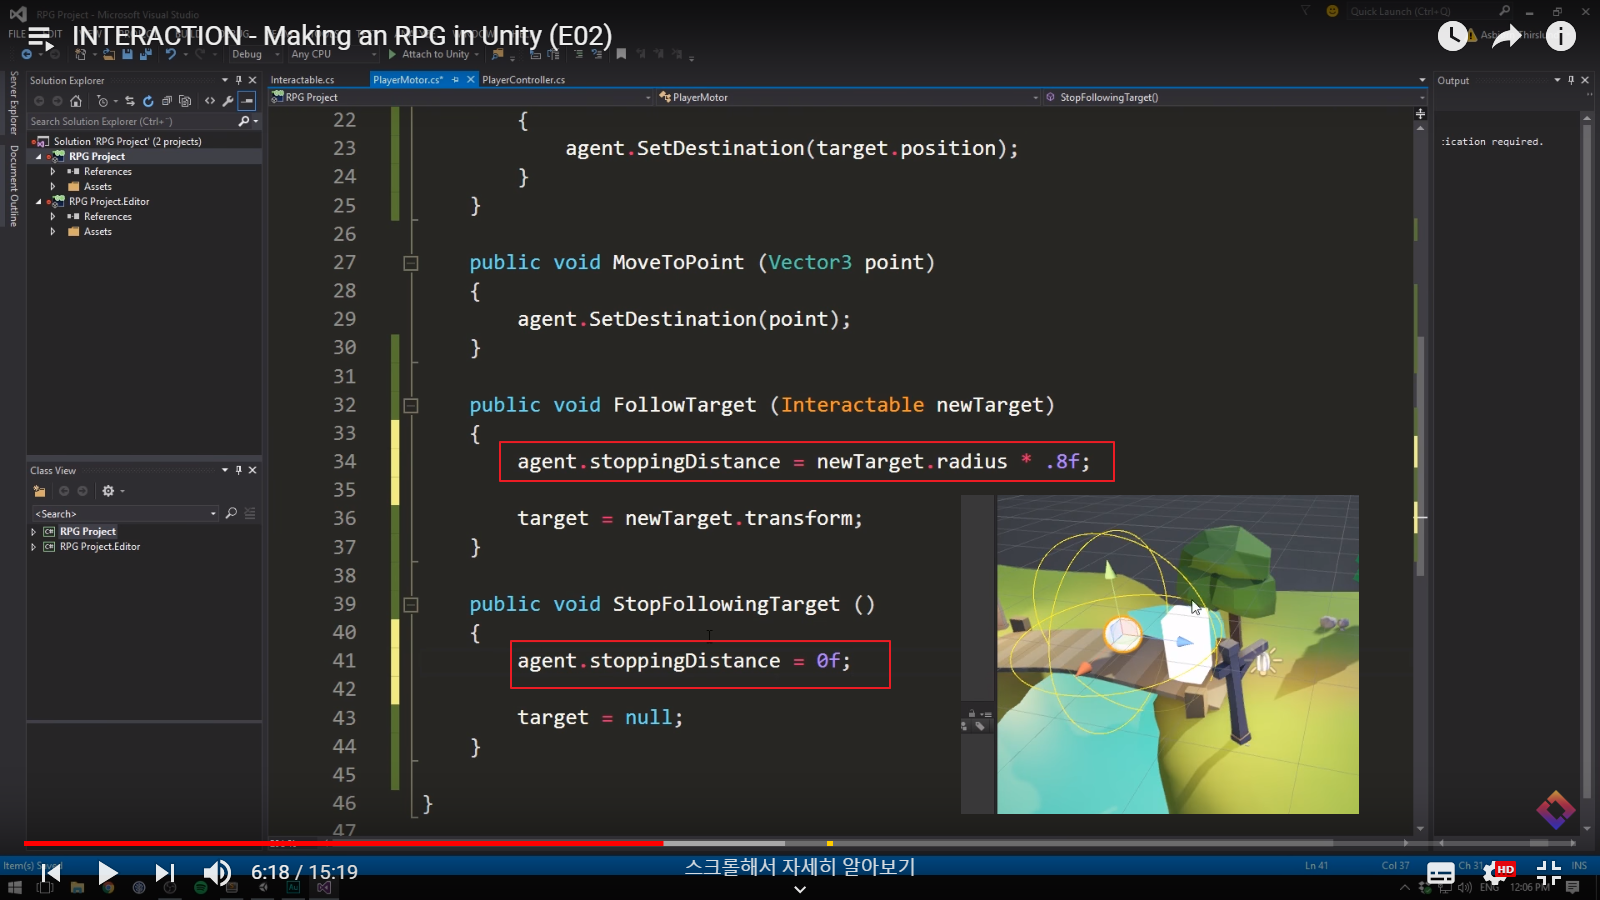 RPG Project - Microsoft Visual Studio
Quick Launch (Ctrl+Q)
INTERACTION - Making an RPG in Unity (E02)
FILE
Debug
Any CPU
Attach to Unity
Server Explorer
Document Outline
Solution Explorer
Search Solution Explorer (Ctrl+¨)
Solution 'RPG Project' (2 projects)
RPG Project
References
Assets
RPG Project.Editor
References
Assets
Class View
<Search>
RPG Project
RPG Project.Editor
Interactable.cs
PlayerMotor.cs*
PlayerController.cs
RPG Project
PlayerMotor
StopFollowingTarget()
22 {
23 agent.SetDestination(target.position);
24 }
25 }
26
27 public void MoveToPoint (Vector3 point)
28 {
29 agent.SetDestination(point);
30 }
31
32 public void FollowTarget (Interactable newTarget)
33 {
34 agent.stoppingDistance = newTarget.radius * .8f;
35
36 target = newTarget.transform;
37 }
38
39 public void StopFollowingTarget ()
40 {
41 agent.stoppingDistance = 0f;
42
43 target = null;
44 }
45
46 }
47
Output
ication required.
Item(s)
6:18 / 15:19
스크롤해서 자세히 알아보기
Ln 41
Col 37
Ch 31
INS
HD
ENG
12:06 PM